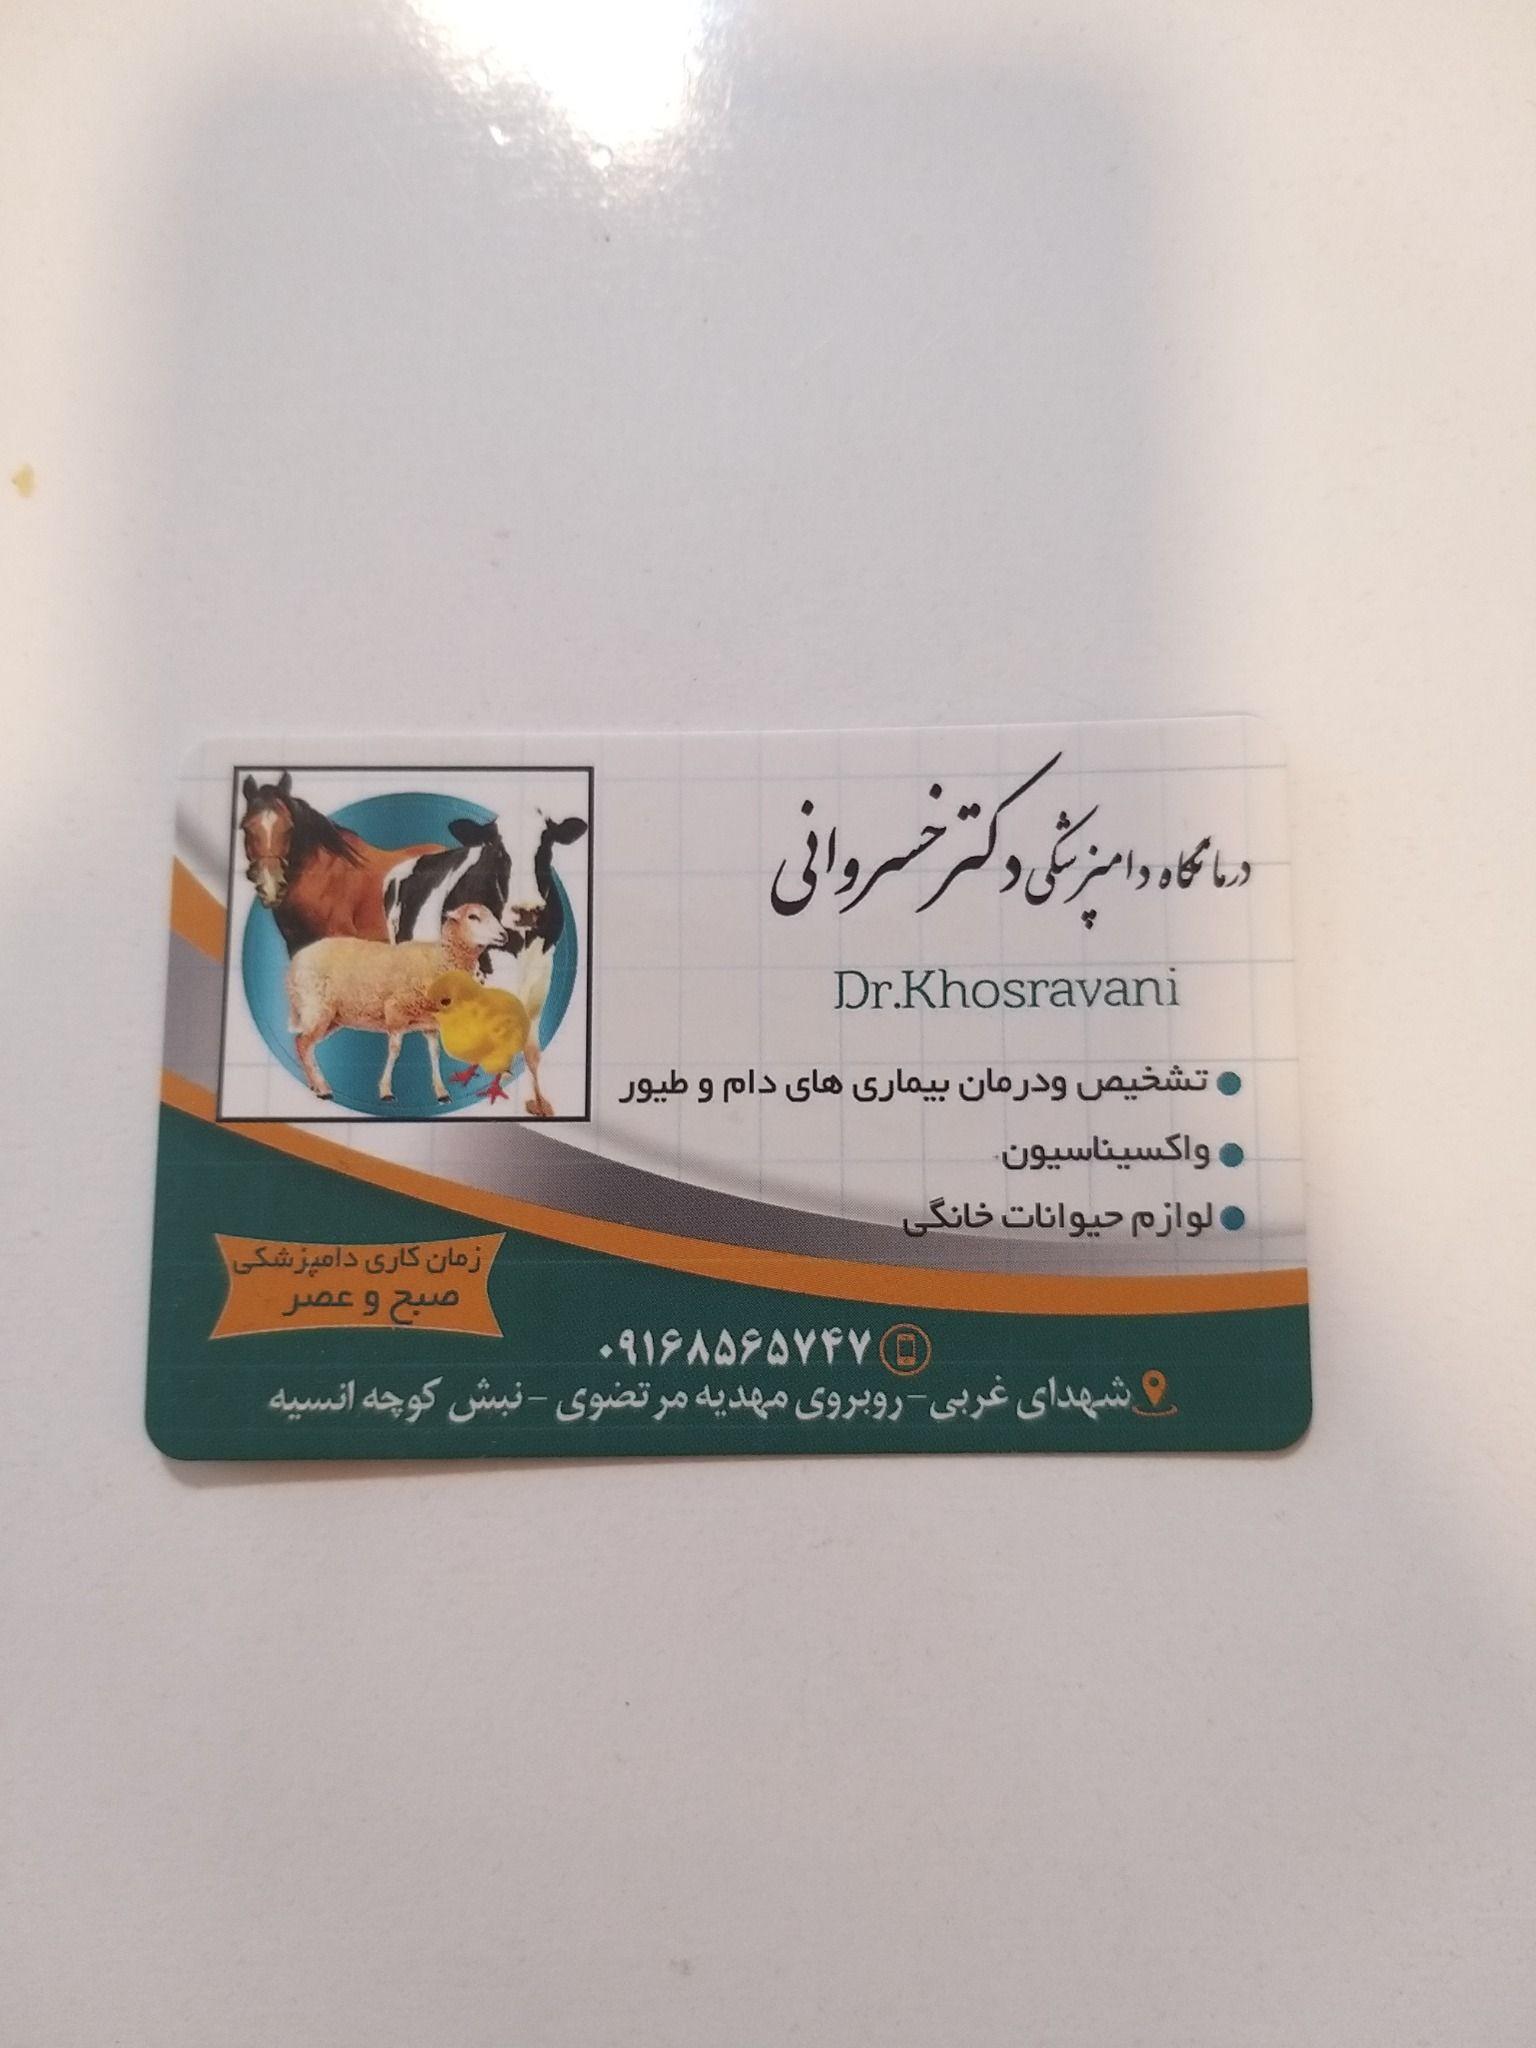 درمانگاه دامپزشکی دکتر خسروانی
Dr.Khosravani
تشخیص ودرمان بیماری های دام و طیور
واکسیناسیون
لوازم حیوانات خانگی
زمان کاری دامپزشکی
صبح و عصر
۰۹۱۶۸۵۶۵۷۴۷
شهدای غربی-روبروی مهدیه مرتضوی -نبش کوچه انسیه